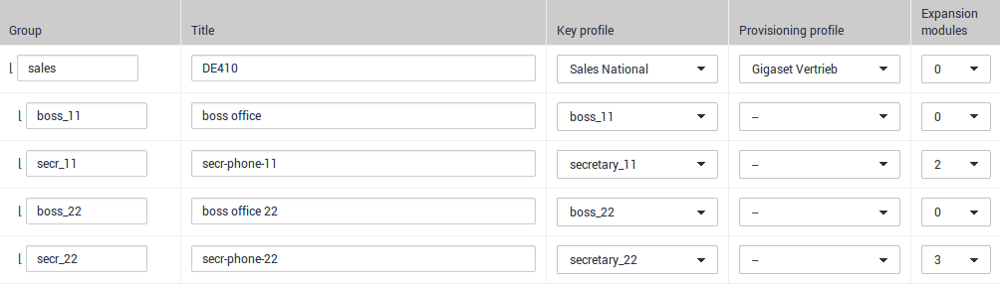 Group Title Key profile Provisioning profile Expansion modules
sales DE410 Sales National Gigaset Vertrieb 0
boss_11 boss office boss_11 -- 0
secr_11 secr-phone-11 secretary_11 -- 2
boss_22 boss office 22 boss_22 -- 0
secr_22 secr-phone-22 secretary_22 -- 3